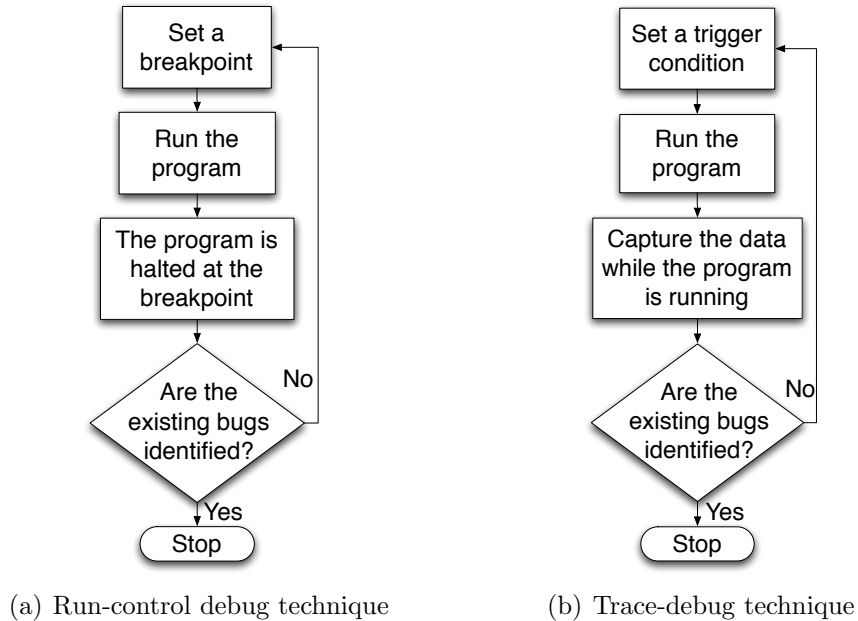 Set a
breakpoint
Run the
program
The program is
halted at the
breakpoint
Are the
existing bugs
identified?
No
Yes
Stop
(a) Run-control debug technique
Set a trigger
condition
Run the
program
Capture the data
while the program
is running
Are the
existing bugs
identified?
No
Yes
Stop
(b) Trace-debug technique